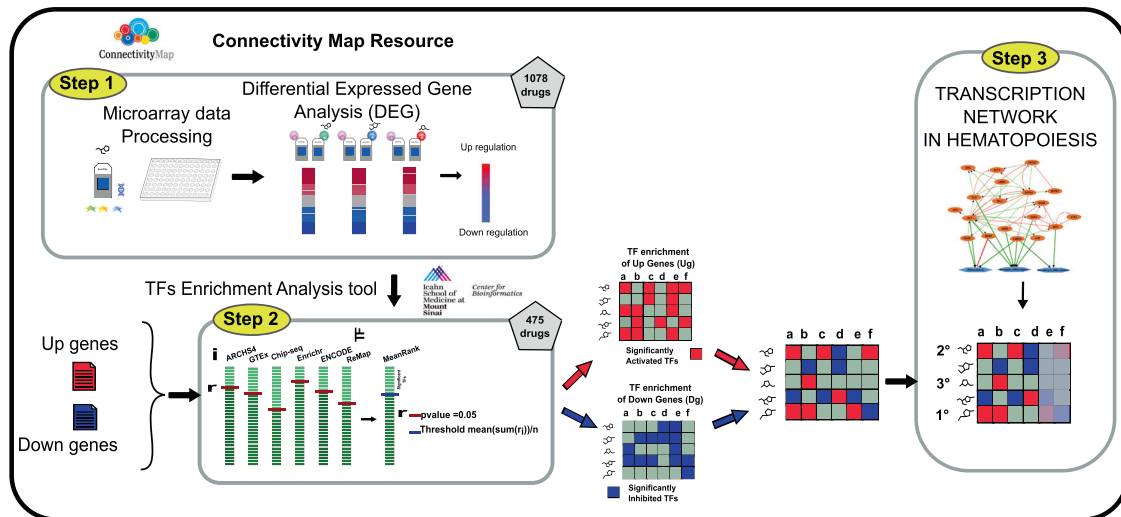 ConnectivityMap
Connectivity Map Resource
Step 1
1078
drugs
Microarray data
Processing
Differential Expressed Gene
Analysis (DEG)
Up regulation
Down regulation
TFs Enrichment Analysis tool
Icahn
School of
Medicine at
Mount
Sinai
Center for
Bioinformatics
Up genes
Down genes
Step 2
475
drugs
i
r
ARCHS4
GTEx
Chip-seq
Enrichr
ENCODE
ReMap
TF
MeanRank
Significant
TFs
r
pvalue =0.05
Threshold mean(sum(ri))/n
TF enrichment
of Up Genes (Ug)
a b c d e f
Significantly
Activated TFs
TF enrichment
of Down Genes (Dg)
a b c d e f
Significantly
Inhibited TFs
a b c d e f
Step 3
TRANSCRIPTION
NETWORK
IN HEMATOPOIESIS
a b c d e f
2°
3°
1°